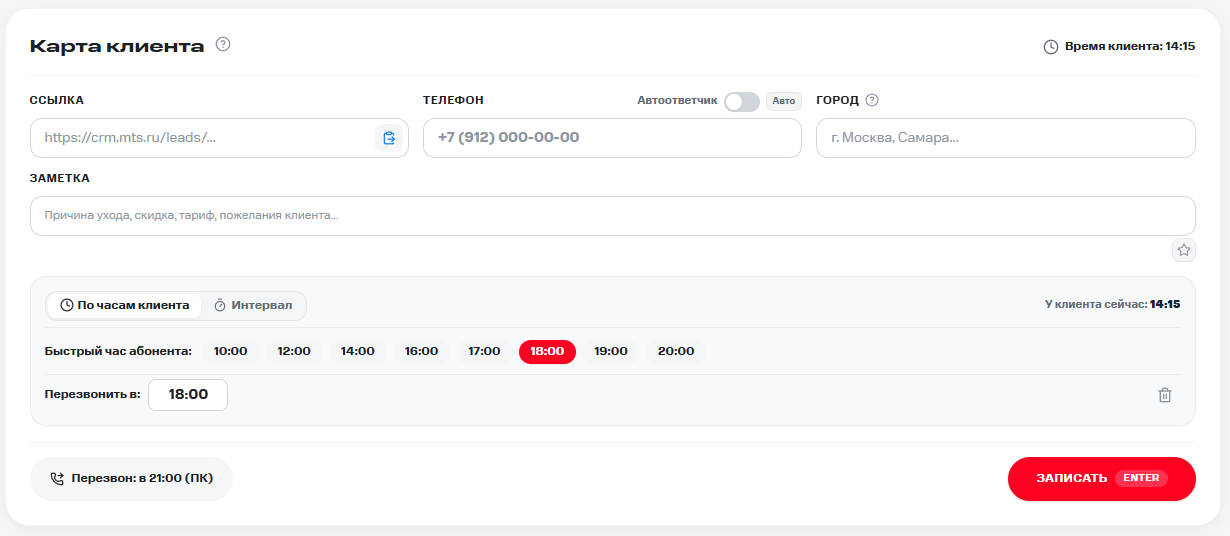 Карта клиента
Время клиента: 14:15
ССЫЛКА
ТЕЛЕФОН
Автоответчик
Авто
ГОРОД
https://crm.mts.ru/leads/...
+7 (912) 000-00-00
г. Москва, Самара...
ЗАМЕТКА
Причина ухода, скидка, тариф, пожелания клиента...
По часам клиента
Интервал
У клиента сейчас: 14:15
Быстрый час абонента: 10:00 12:00 14:00 16:00 17:00 18:00 19:00 20:00
Перезвонить в: 18:00
Перезвон: в 21:00 (ПК)
ЗАПИСАТЬ ENTER